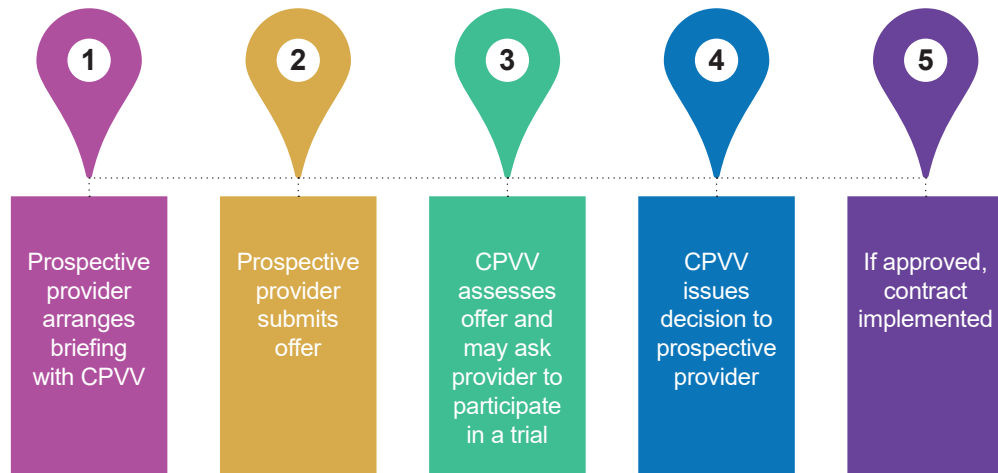 1
2
3
4
5
Prospective
provider
arranges
briefing
with CPVV
Prospective
provider
submits
offer
CPVV
assesses
offer and
may ask
provider to
participate
in a trial
CPVV
issues
decision to
prospective
provider
If approved,
contract
implemented